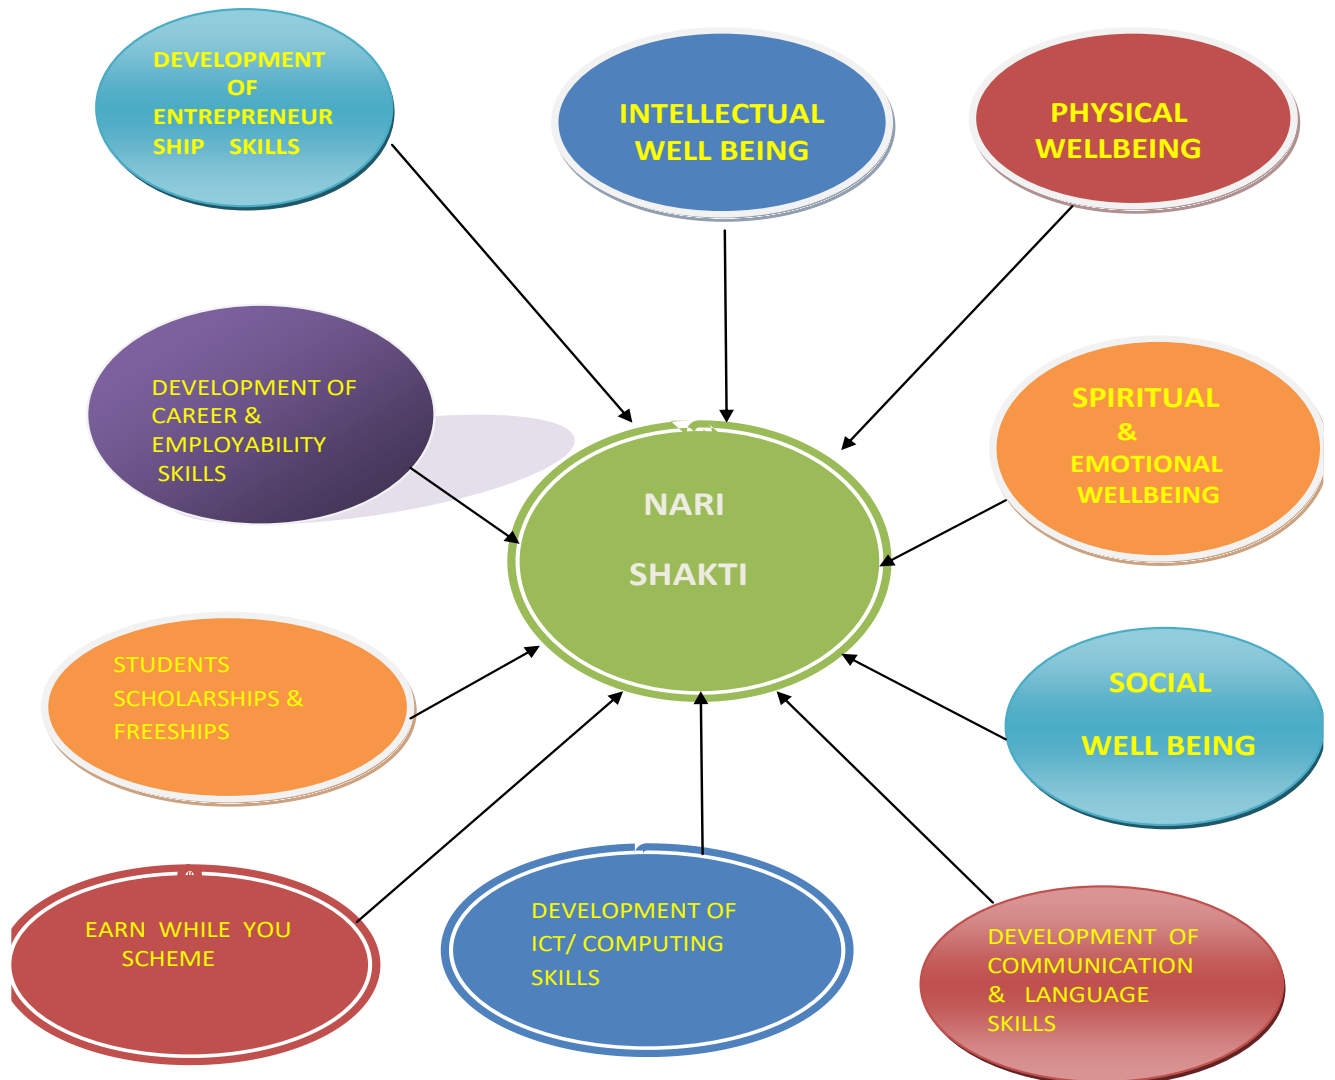 DEVELOPMENT
OF
ENTREPRENEUR
SHIP SKILLS
INTELLECTUAL
WELL BEING
PHYSICAL
WELLBEING
DEVELOPMENT OF
CAREER &
EMPLOYABILITY
SKILLS
SPIRITUAL
&
EMOTIONAL
WELLBEING
NARI
SHAKTI
STUDENTS
SCHOLARSHIPS &
FREESHIPS
SOCIAL
WELL BEING
EARN WHILE YOU
SCHEME
DEVELOPMENT OF
ICT/ COMPUTING
SKILLS
DEVELOPMENT OF
COMMUNICATION
& LANGUAGE
SKILLS